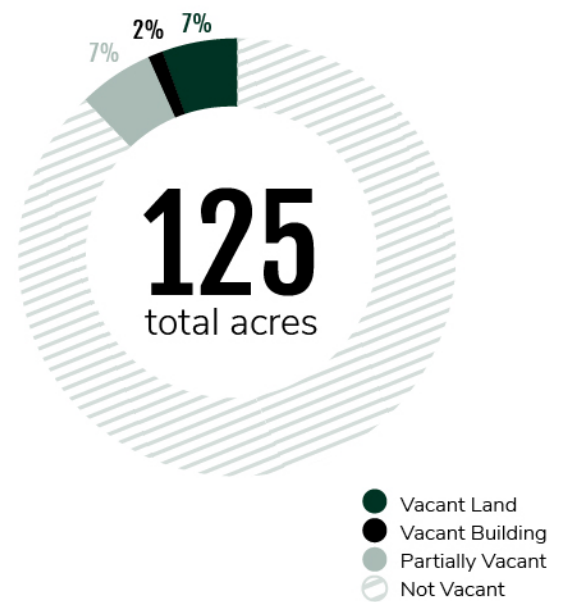 7% 2% 7%
125
total acres
Vacant Land
Vacant Building
Partially Vacant
Not Vacant